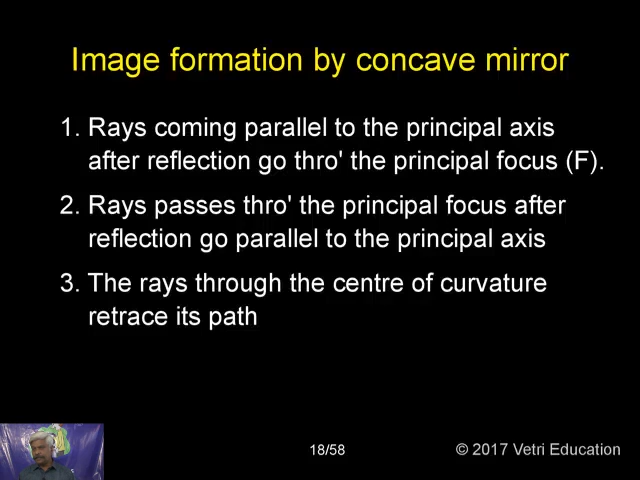 Image formation by concave mirror
1. Rays coming parallel to the principal axis
after reflection go thro' the principal focus (F).
2. Rays passes thro' the principal focus after
reflection go parallel to the principal axis
3. The rays through the centre of curvature
retrace its path
18/58
© 2017 Vetri Education